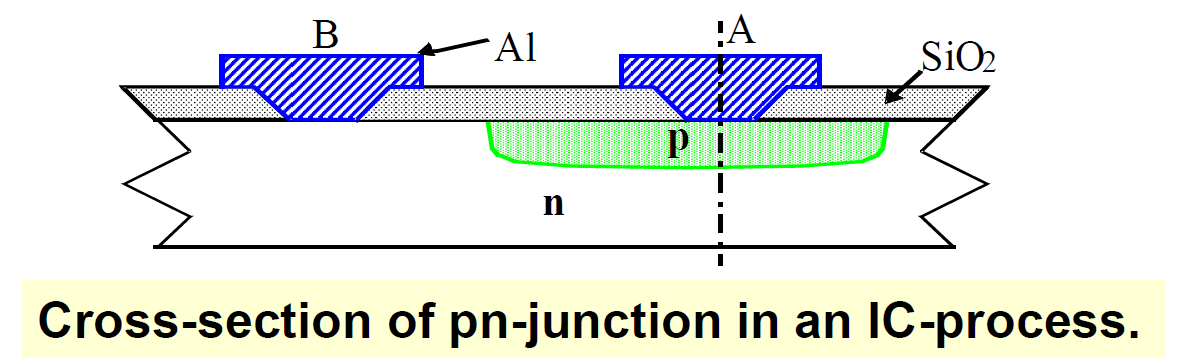 B
Al
A
SiO₂
p
n
Cross-section of pn-junction in an IC-process.